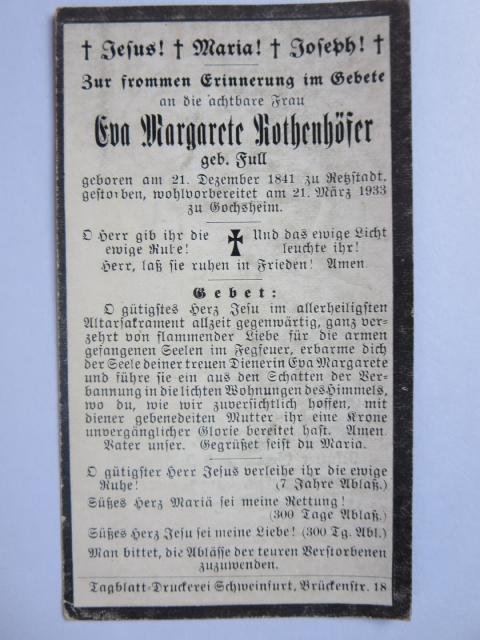 † Jesus! † Maria! † Joseph! †
Zur frommen Erinnerung im Gebete
an die achtbare Frau
Eva Margarete Rothenhöfer
geb. Full
geboren am 21. Dezember 1841 zu Retzstadt,
gestorben, wohlvorbereitet am 21. März 1933
zu Gochsheim.
O Herr gib ihr die ewige Ruhe!
Und das ewige Licht leuchte ihr!
Herr, laß sie ruhen in Frieden! Amen
Gebet:
O gütigstes Herz Jesu im allerheiligsten
Altarsakrament allzeit gegenwärtig, ganz ver-
zehrt von flammender Liebe für die armen
gefangenen Seelen im Fegfeuer, erbarme dich
der Seele deiner treuen Dienerin Eva Margarete
und führe sie ein aus den Schatten der Ver-
bannung in die lichten Wohnungen des Himmels,
wo du, wie wir zuversichtlich hoffen, mit
diener gebenedeiten Mutter ihr eine Krone
unvergänglicher Glorie bereitet hast. Amen.
Vater unser. Gegrüßet seist du Maria.
O gütigster Herr Jesus verleihe ihr die ewige
Ruhe! (7 Jahre Ablaß.)
Süßes Herz Mariä sei meine Rettung!
(300 Tage Ablaß.)
Süßes Herz Jesu sei meine Liebe! (300 Tg. Abl.)
Man bittet, die Ablässe der teuren Verstorbenen
zuzuwenden.
Tagblatt-Druckerei Schweinfurt, Brückenstr. 18